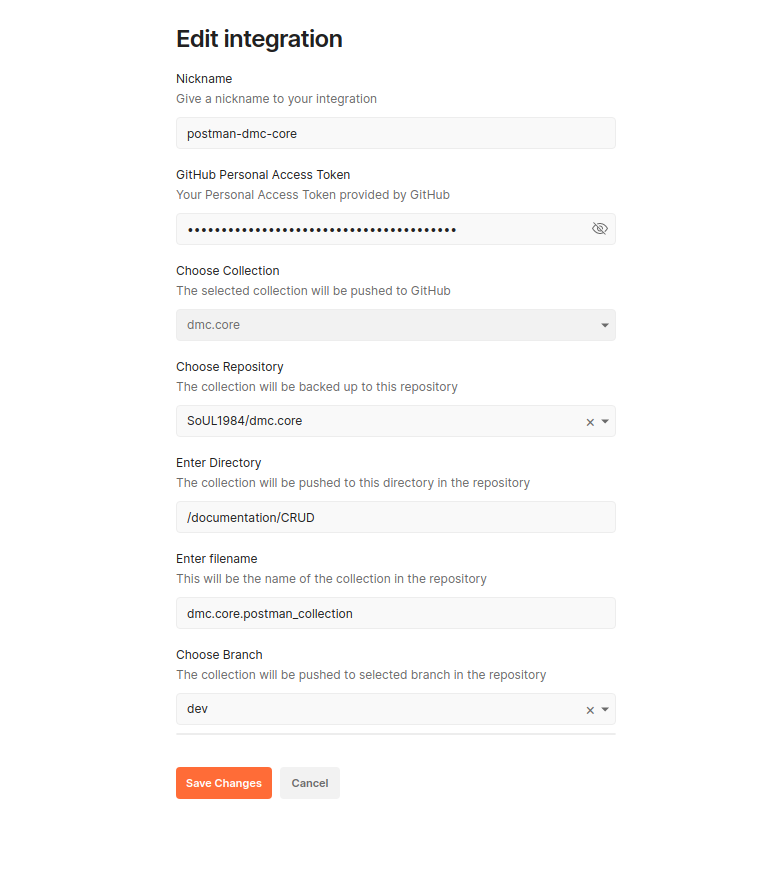 Edit integration
Nickname
Give a nickname to your integration
postman-dmc-core
GitHub Personal Access Token
Your Personal Access Token provided by GitHub
••••••••••••••••••••••••••••••••••••••••
Choose Collection
The selected collection will be pushed to GitHub
dmc.core
Choose Repository
The collection will be backed up to this repository
SoUL1984/dmc.core
Enter Directory
The collection will be pushed to this directory in the repository
/documentation/CRUD
Enter filename
This will be the name of the collection in the repository
dmc.core.postman_collection
Choose Branch
The collection will be pushed to selected branch in the repository
dev
Save Changes Cancel